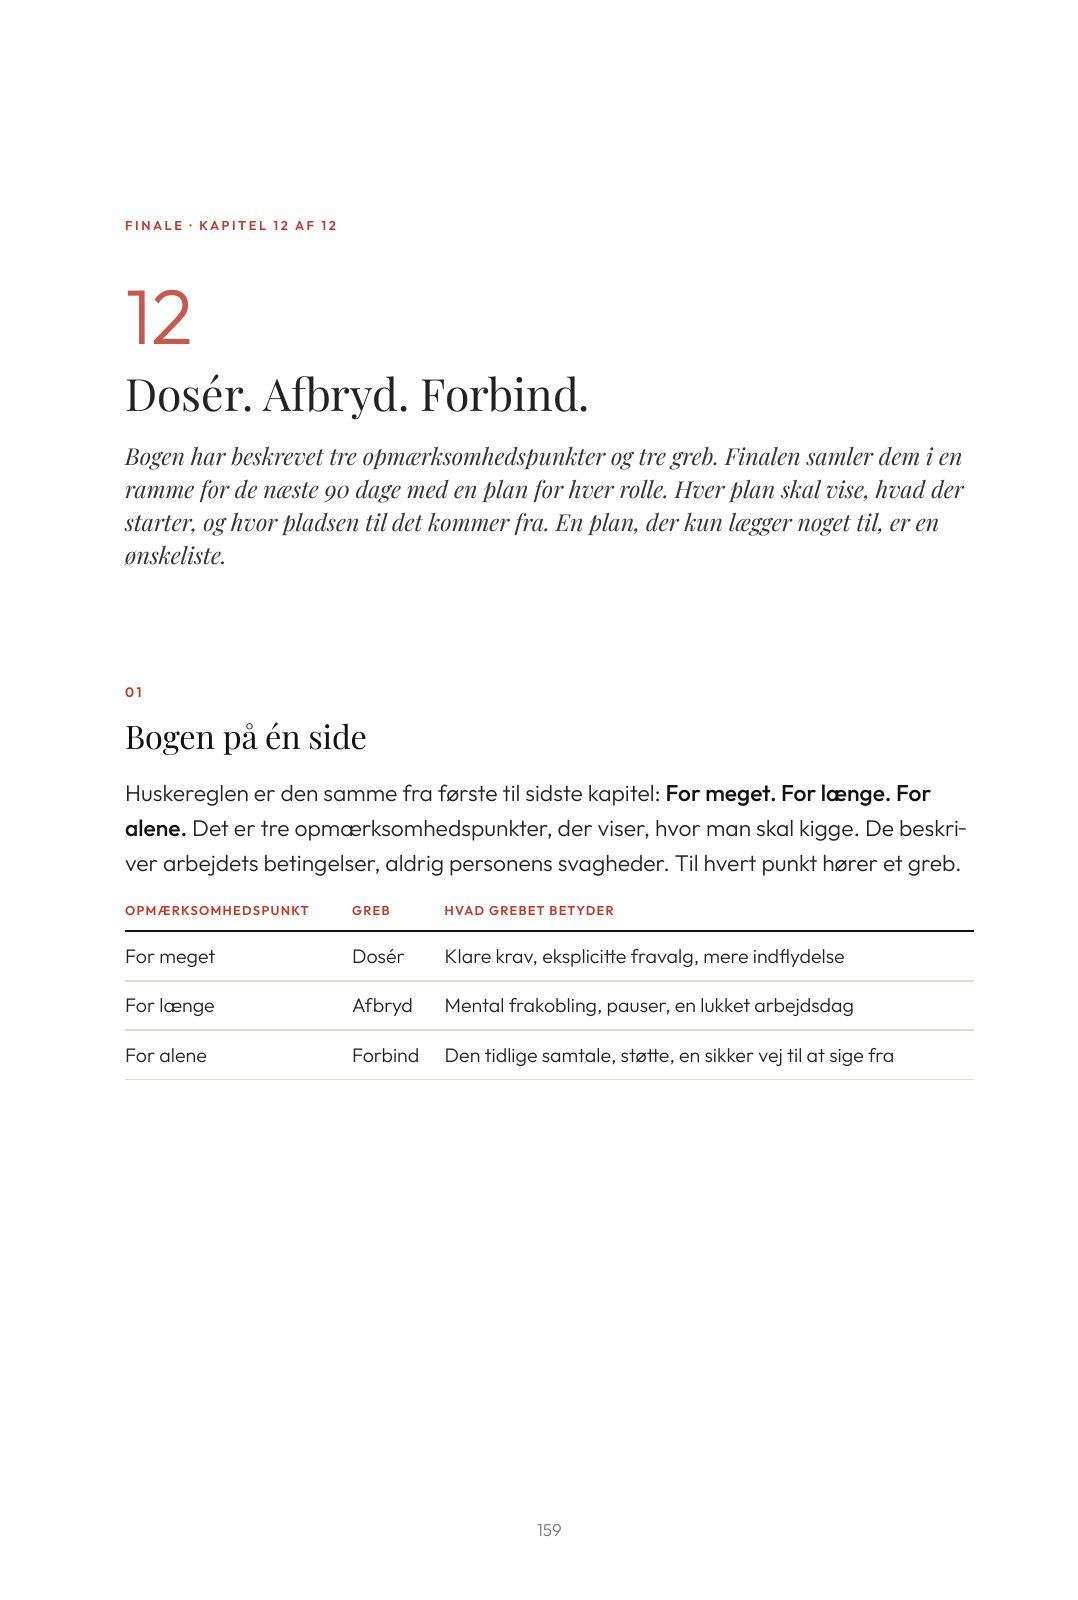 FINALE · KAPITEL 12 AF 12
12
Dosér. Afbryd. Forbind.
Bogen har beskrevet tre opmærksomhedspunkter og tre greb. Finalen samler dem i en
ramme for de næste 90 dage med en plan for hver rolle. Hver plan skal vise, hvad der
starter, og hvor pladsen til det kommer fra. En plan, der kun lægger noget til, er en
ønskeliste.
01
Bogen på én side
Huskereglen er den samme fra første til sidste kapitel: For meget. For længe. For
alene. Det er tre opmærksomhedspunkter, der viser, hvor man skal kigge. De beskri-
ver arbejdets betingelser, aldrig personens svagheder. Til hvert punkt hører et greb.
OPMÆRKSOMHEDSPUNKT GREB HVAD GREBET BETYDER
For meget Dosér Klare krav, eksplicitte fravalg, mere indflydelse
For længe Afbryd Mental frakobling, pauser, en lukket arbejdsdag
For alene Forbind Den tidlige samtale, støtte, en sikker vej til at sige fra
159